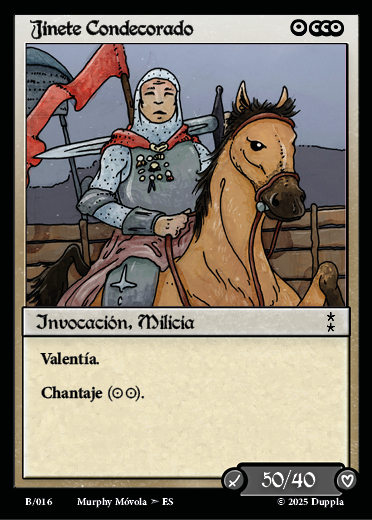 Jinete Condecorado
Invocación, Milicia
Valentía.
Chantaje (⊙⊙).
50/40
B/016 Murphy Móvola ➣ ES © 2025 Duppla